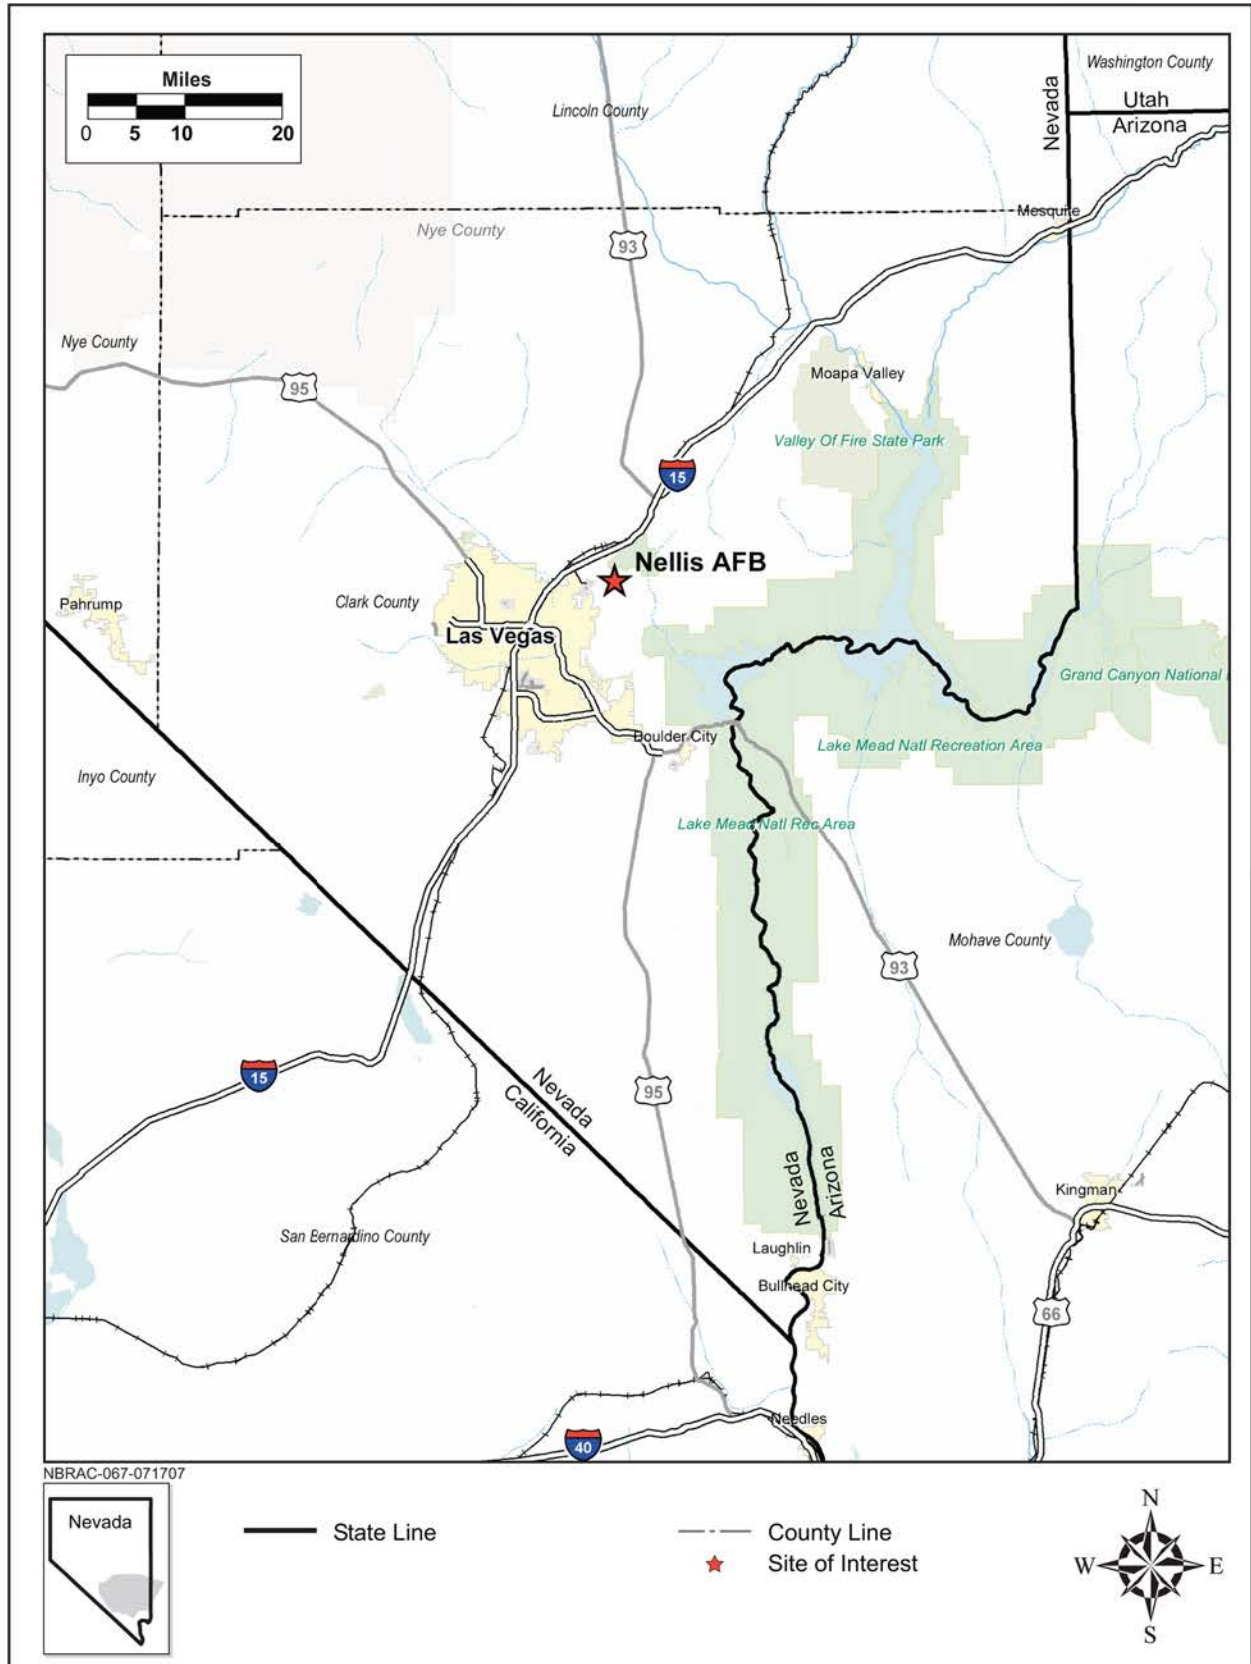 Miles
0 5 10 20
Washington County
Utah
Arizona
Nevada
Lincoln County
Mesquite
Nye County
93
Nye County
95
Moapa Valley
Valley Of Fire State Park
15
Nellis AFB
Pahrump
Clark County
Las Vegas
Grand Canyon National
Boulder City
Lake Mead Natl Recreation Area
Inyo County
Lake Mead Natl Rec Area
Mohave County
93
15
95
Nevada
California
Nevada
Arizona
Kingman
San Bernardino County
Laughlin
Bullhead City
66
Needles
40
NBRAC-067-071707
Nevada
State Line
County Line
Site of Interest
N
W E
S